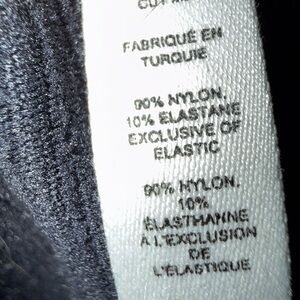 FABRIQUÉ EN
TURQUIE
90% NYLON,
10% ELASTANE
EXCLUSIVE OF
ELASTIC
90% NYLON,
10%
ÉLASTHANNE
À L'EXCLUSION
DE
L'ÉLASTIQUE